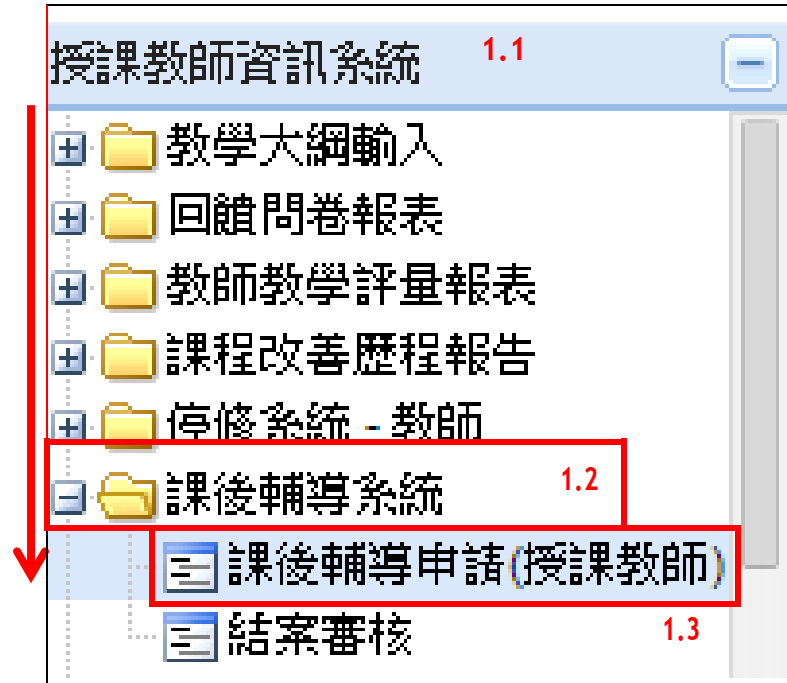 授課教師資訊系統 1.1
教學大綱輸入
回饋問卷報表
教師教學評量報表
課程改善歷程報告
停修系統 - 教師
課後輔導系統 1.2
課後輔導申請(授課教師)
結案審核 1.3